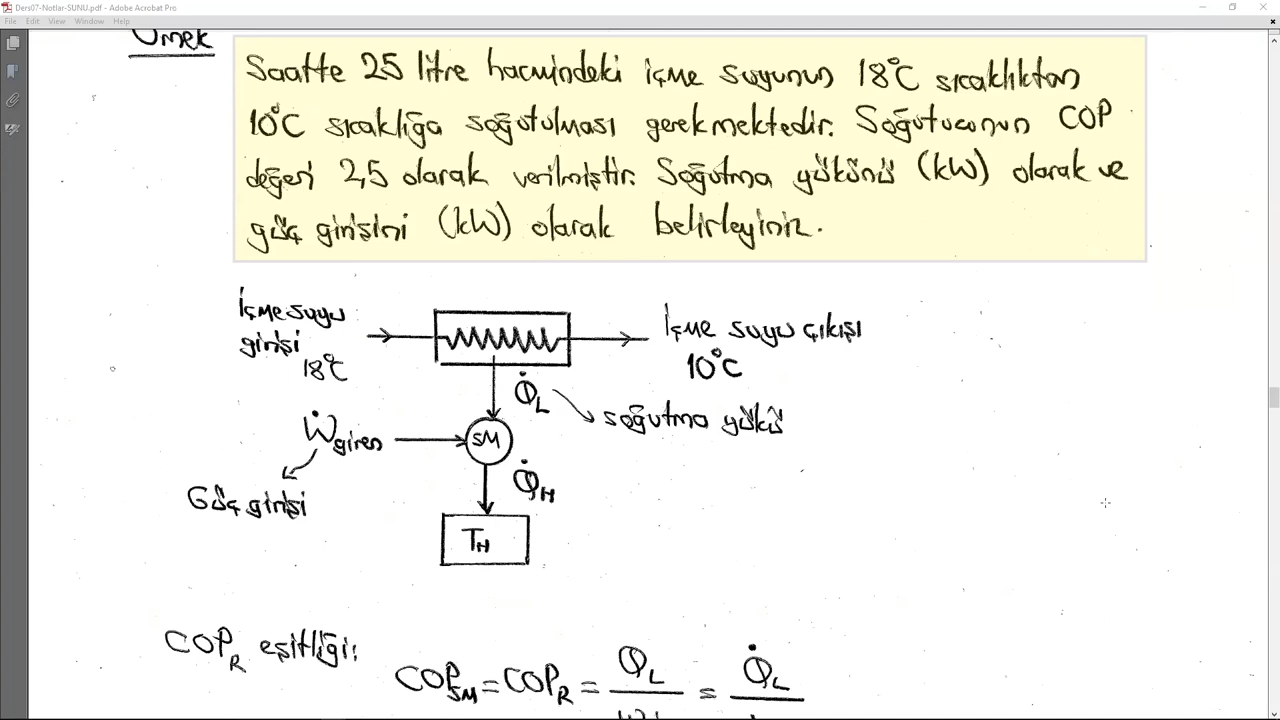 Ders07-Notlar-SUNU.pdf - Adobe Acrobat Pro
File Edit View Window Help
Örnek
Saatte 25 litre hacmindeki içme suyunun 18°C sıcaklıktan
10°C sıcaklığa soğutulması gerekmektedir. Soğutucunun COP
değeri 2,5 olarak verilmiştir. Soğutma yükünü (kW) olarak ve
güç girişini (kW) olarak belirleyiniz.
İçme suyu
girişi
18°C
İçme suyu çıkışı
10°C
Q̇L
soğutma yükü
Ẇgiren
SM
Q̇H
Güç girişi
TH
COPR eşitliği:
COPSM = COPR = QL = Q̇L